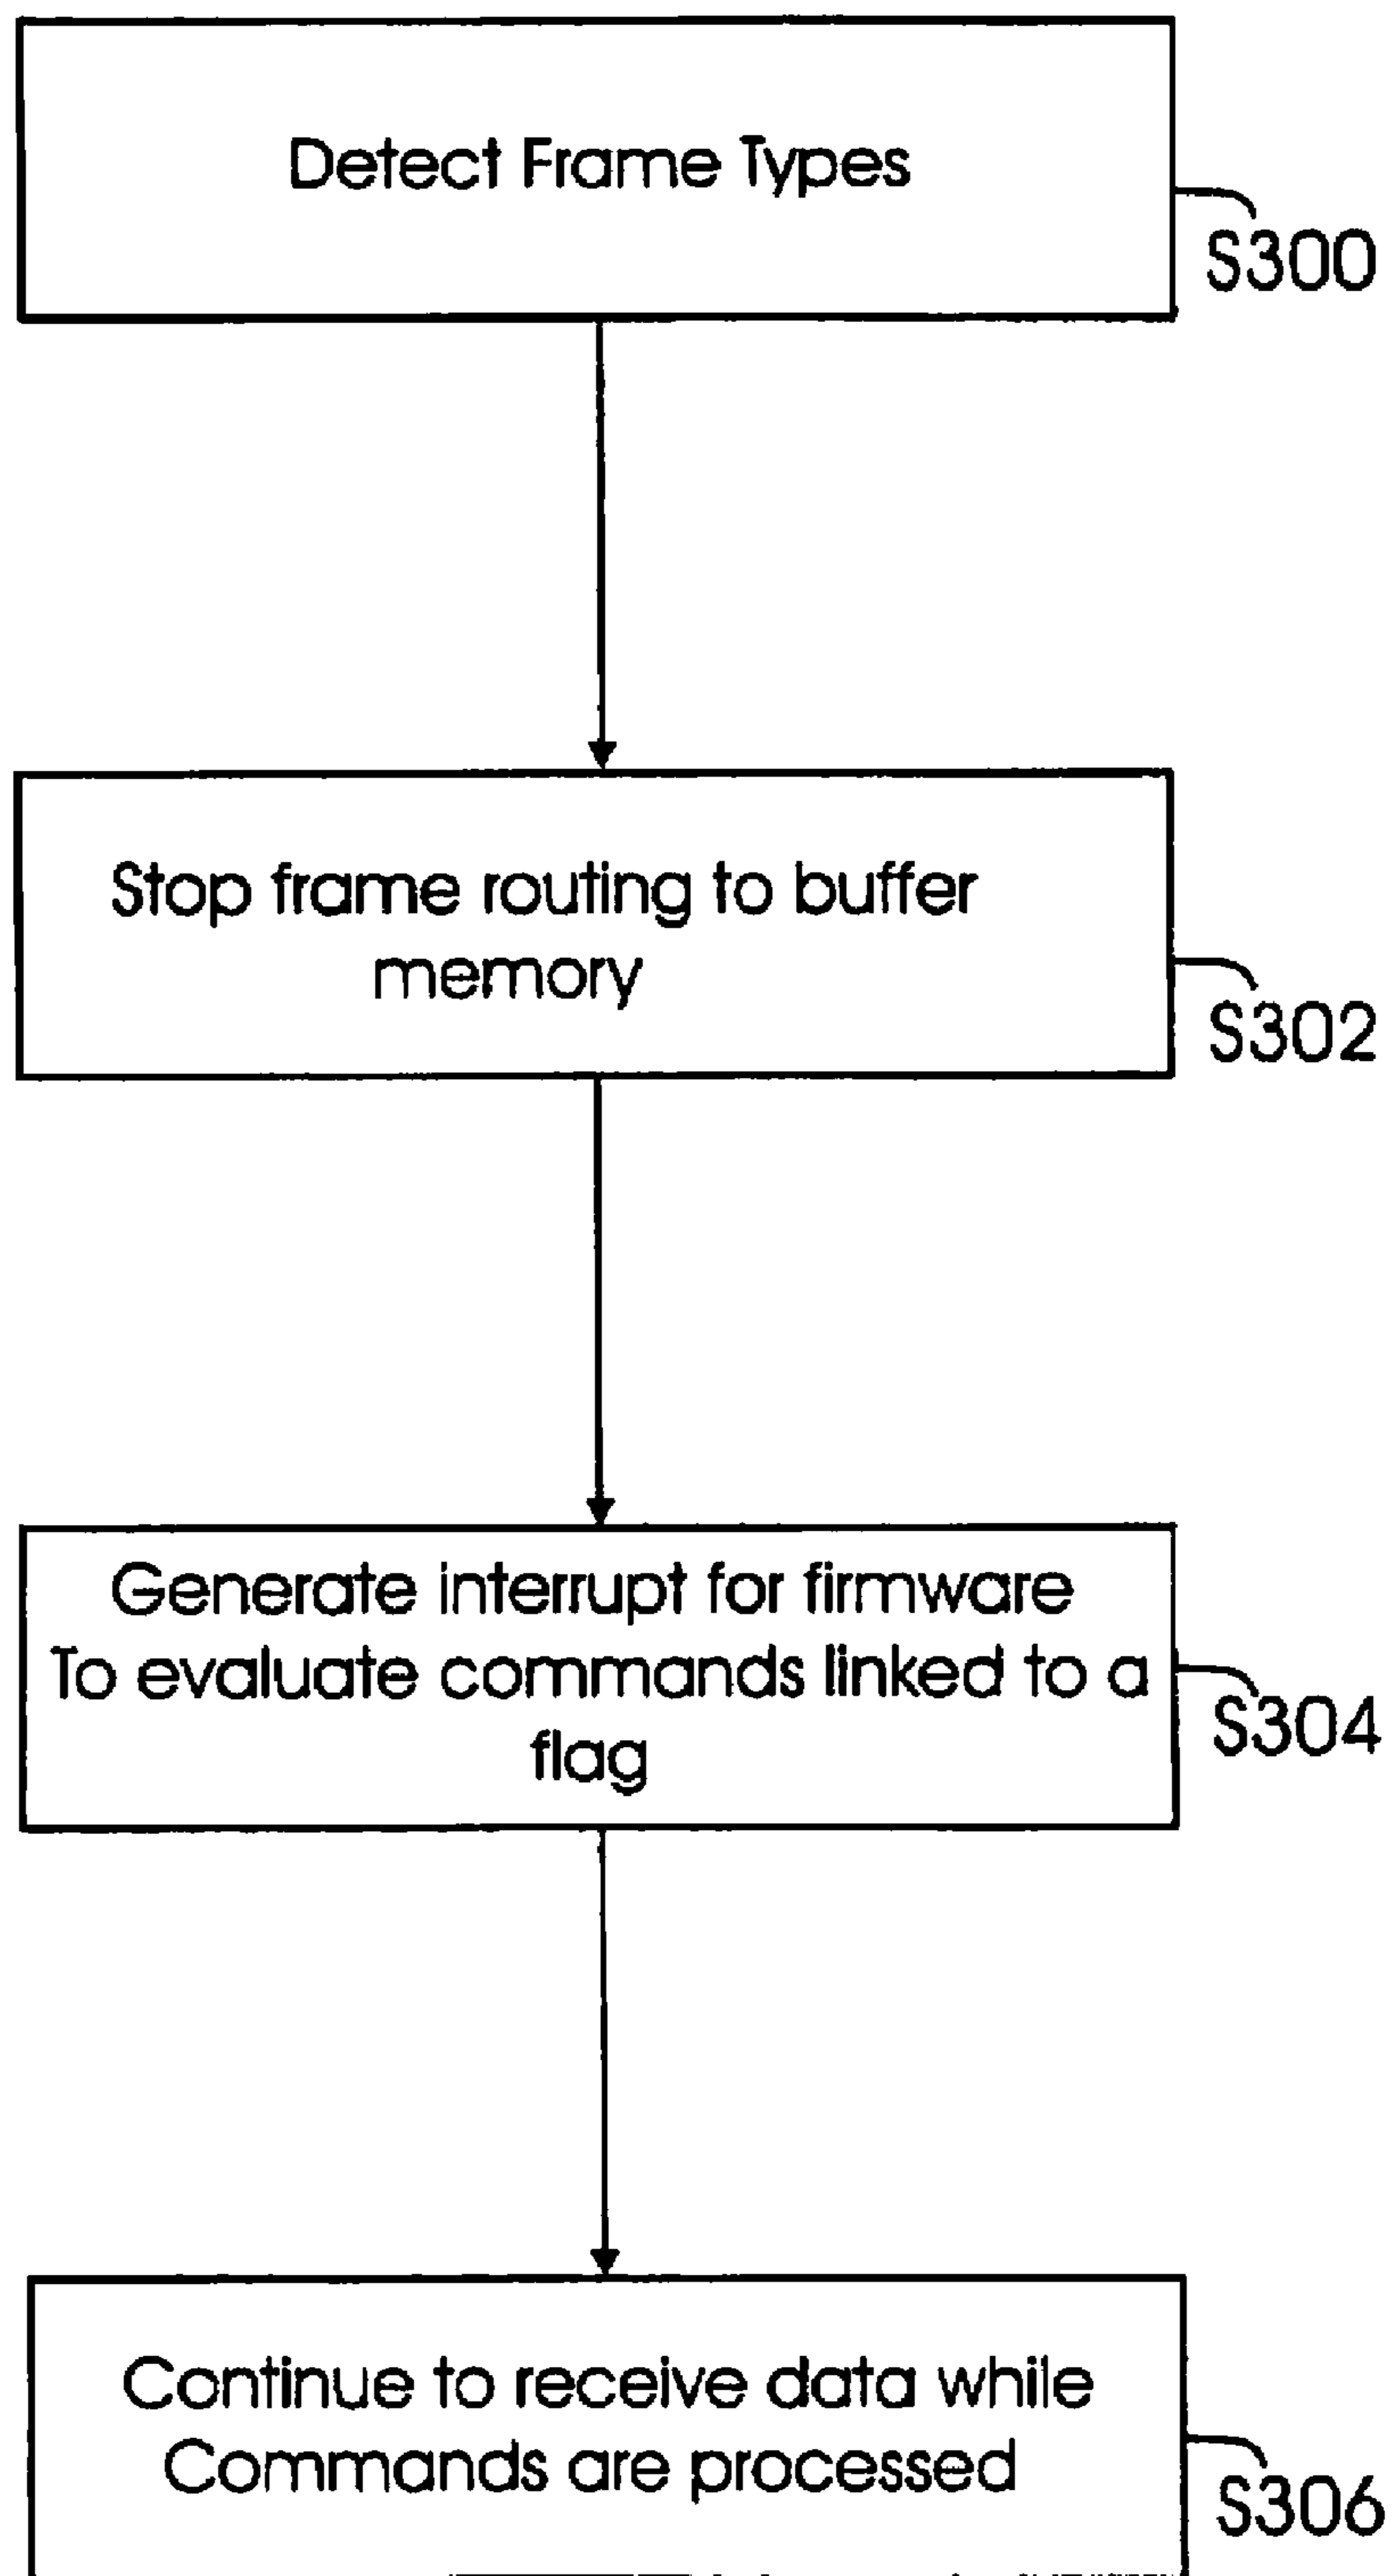 Detect Frame Types
S300
Stop frame routing to buffer
memory
S302
Generate interrupt for firmware
To evaluate commands linked to a
flag
S304
Continue to receive data while
Commands are processed
S306